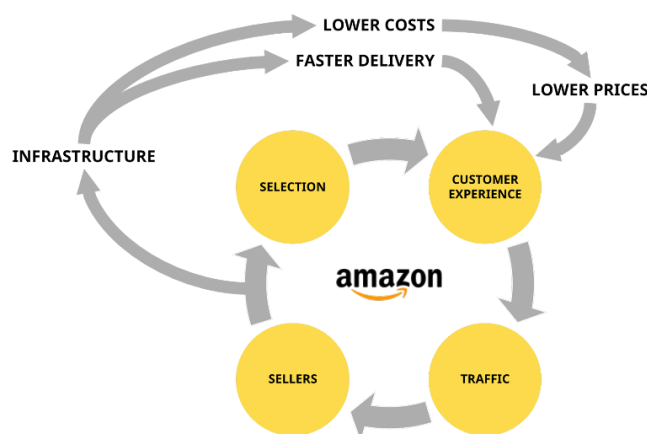 LOWER COSTS
FASTER DELIVERY
LOWER PRICES
INFRASTRUCTURE
SELECTION
CUSTOMER
EXPERIENCE
amazon
SELLERS
TRAFFIC